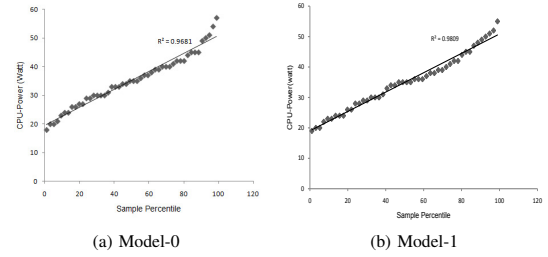 60
50
40
30
20
10
0
CPU-Power (Watt)
R² = 0.9681
0 20 40 60 80 100 120
Sample Percentile
(a) Model-0
60
50
40
30
20
10
0
CPU-Power(watt)
R² = 0.9809
0 20 40 60 80 100 120
Sample Percentile
(b) Model-1